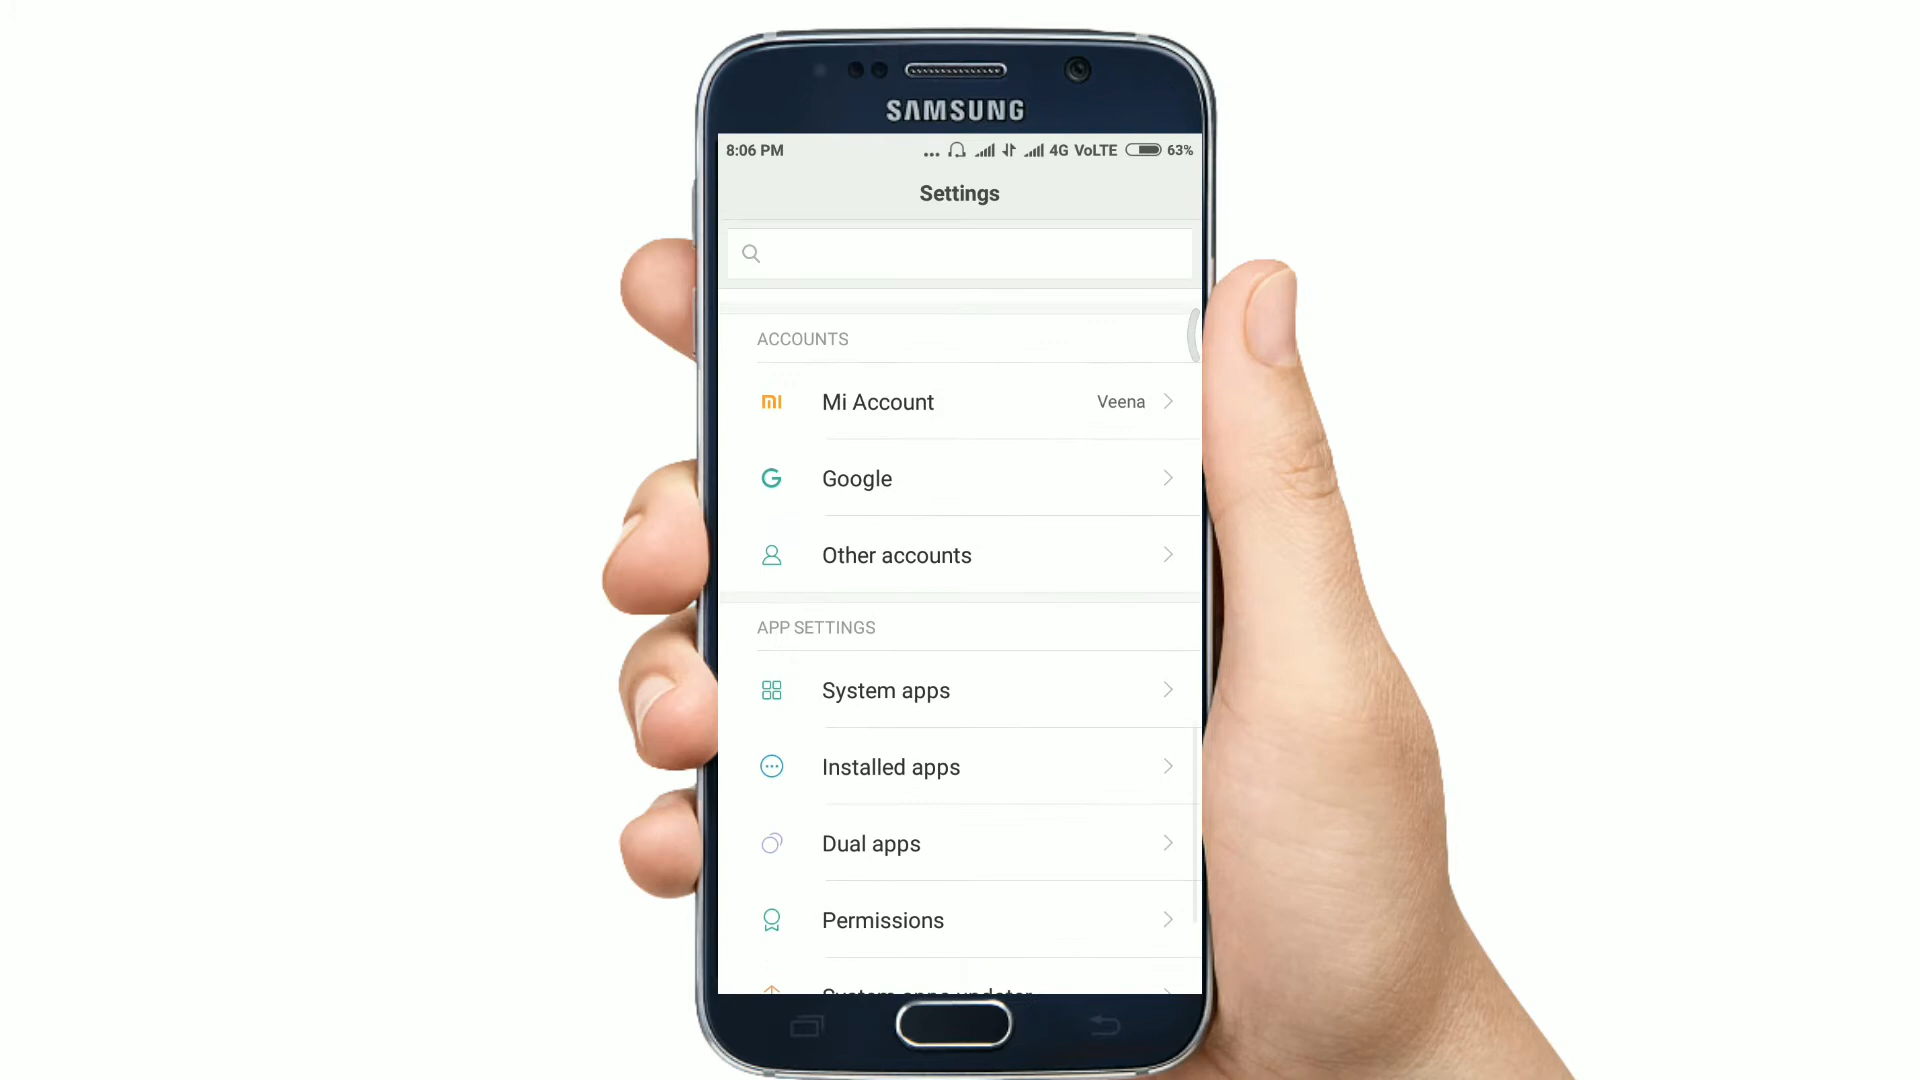 SAMSUNG
8:06 PM ... 4G VoLTE 63%
Settings
ACCOUNTS
Mi Account Veena
Google
Other accounts
APP SETTINGS
System apps
Installed apps
Dual apps
Permissions
System apps updater